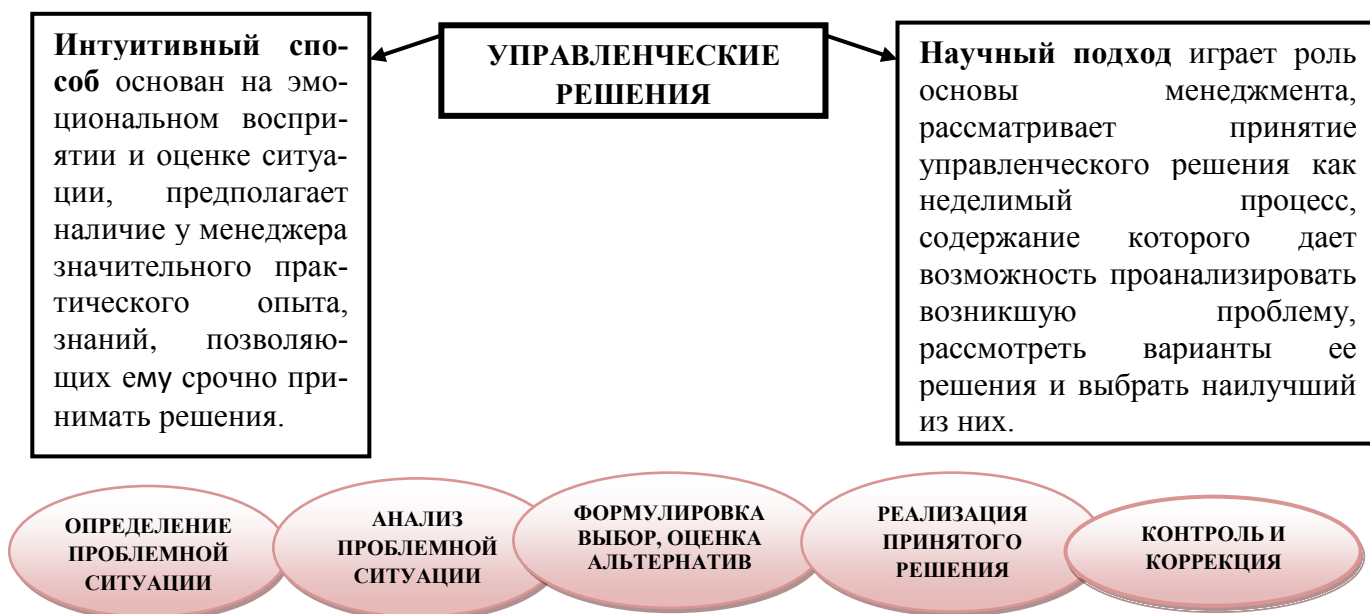 Интуитивный спо-
соб основан на эмо-
циональном воспри-
ятии и оценке ситуа-
ции, предполагает
наличие у менеджера
значительного прак-
тического опыта,
знаний, позволяю-
щих ему срочно при-
нимать решения.
УПРАВЛЕНЧЕСКИЕ
РЕШЕНИЯ
Научный подход играет роль
основы менеджмента,
рассматривает принятие
управленческого решения как
неделимый процесс,
содержание которого дает
возможность проанализировать
возникшую проблему,
рассмотреть варианты ее
решения и выбрать наилучший
из них.
ОПРЕДЕЛЕНИЕ
ПРОБЛЕМНОЙ
СИТУАЦИИ
АНАЛИЗ
ПРОБЛЕМНОЙ
СИТУАЦИИ
ФОРМУЛИРОВКА
ВЫБОР, ОЦЕНКА
АЛЬТЕРНАТИВ
РЕАЛИЗАЦИЯ
ПРИНЯТОГО
РЕШЕНИЯ
КОНТРОЛЬ И
КОРРЕКЦИЯ